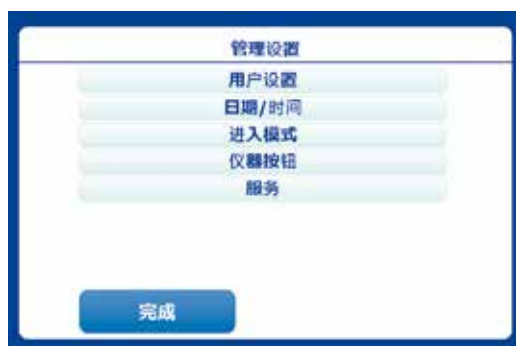 管理设置
用户设置
日期/时间
进入模式
仪器按钮
服务
完成